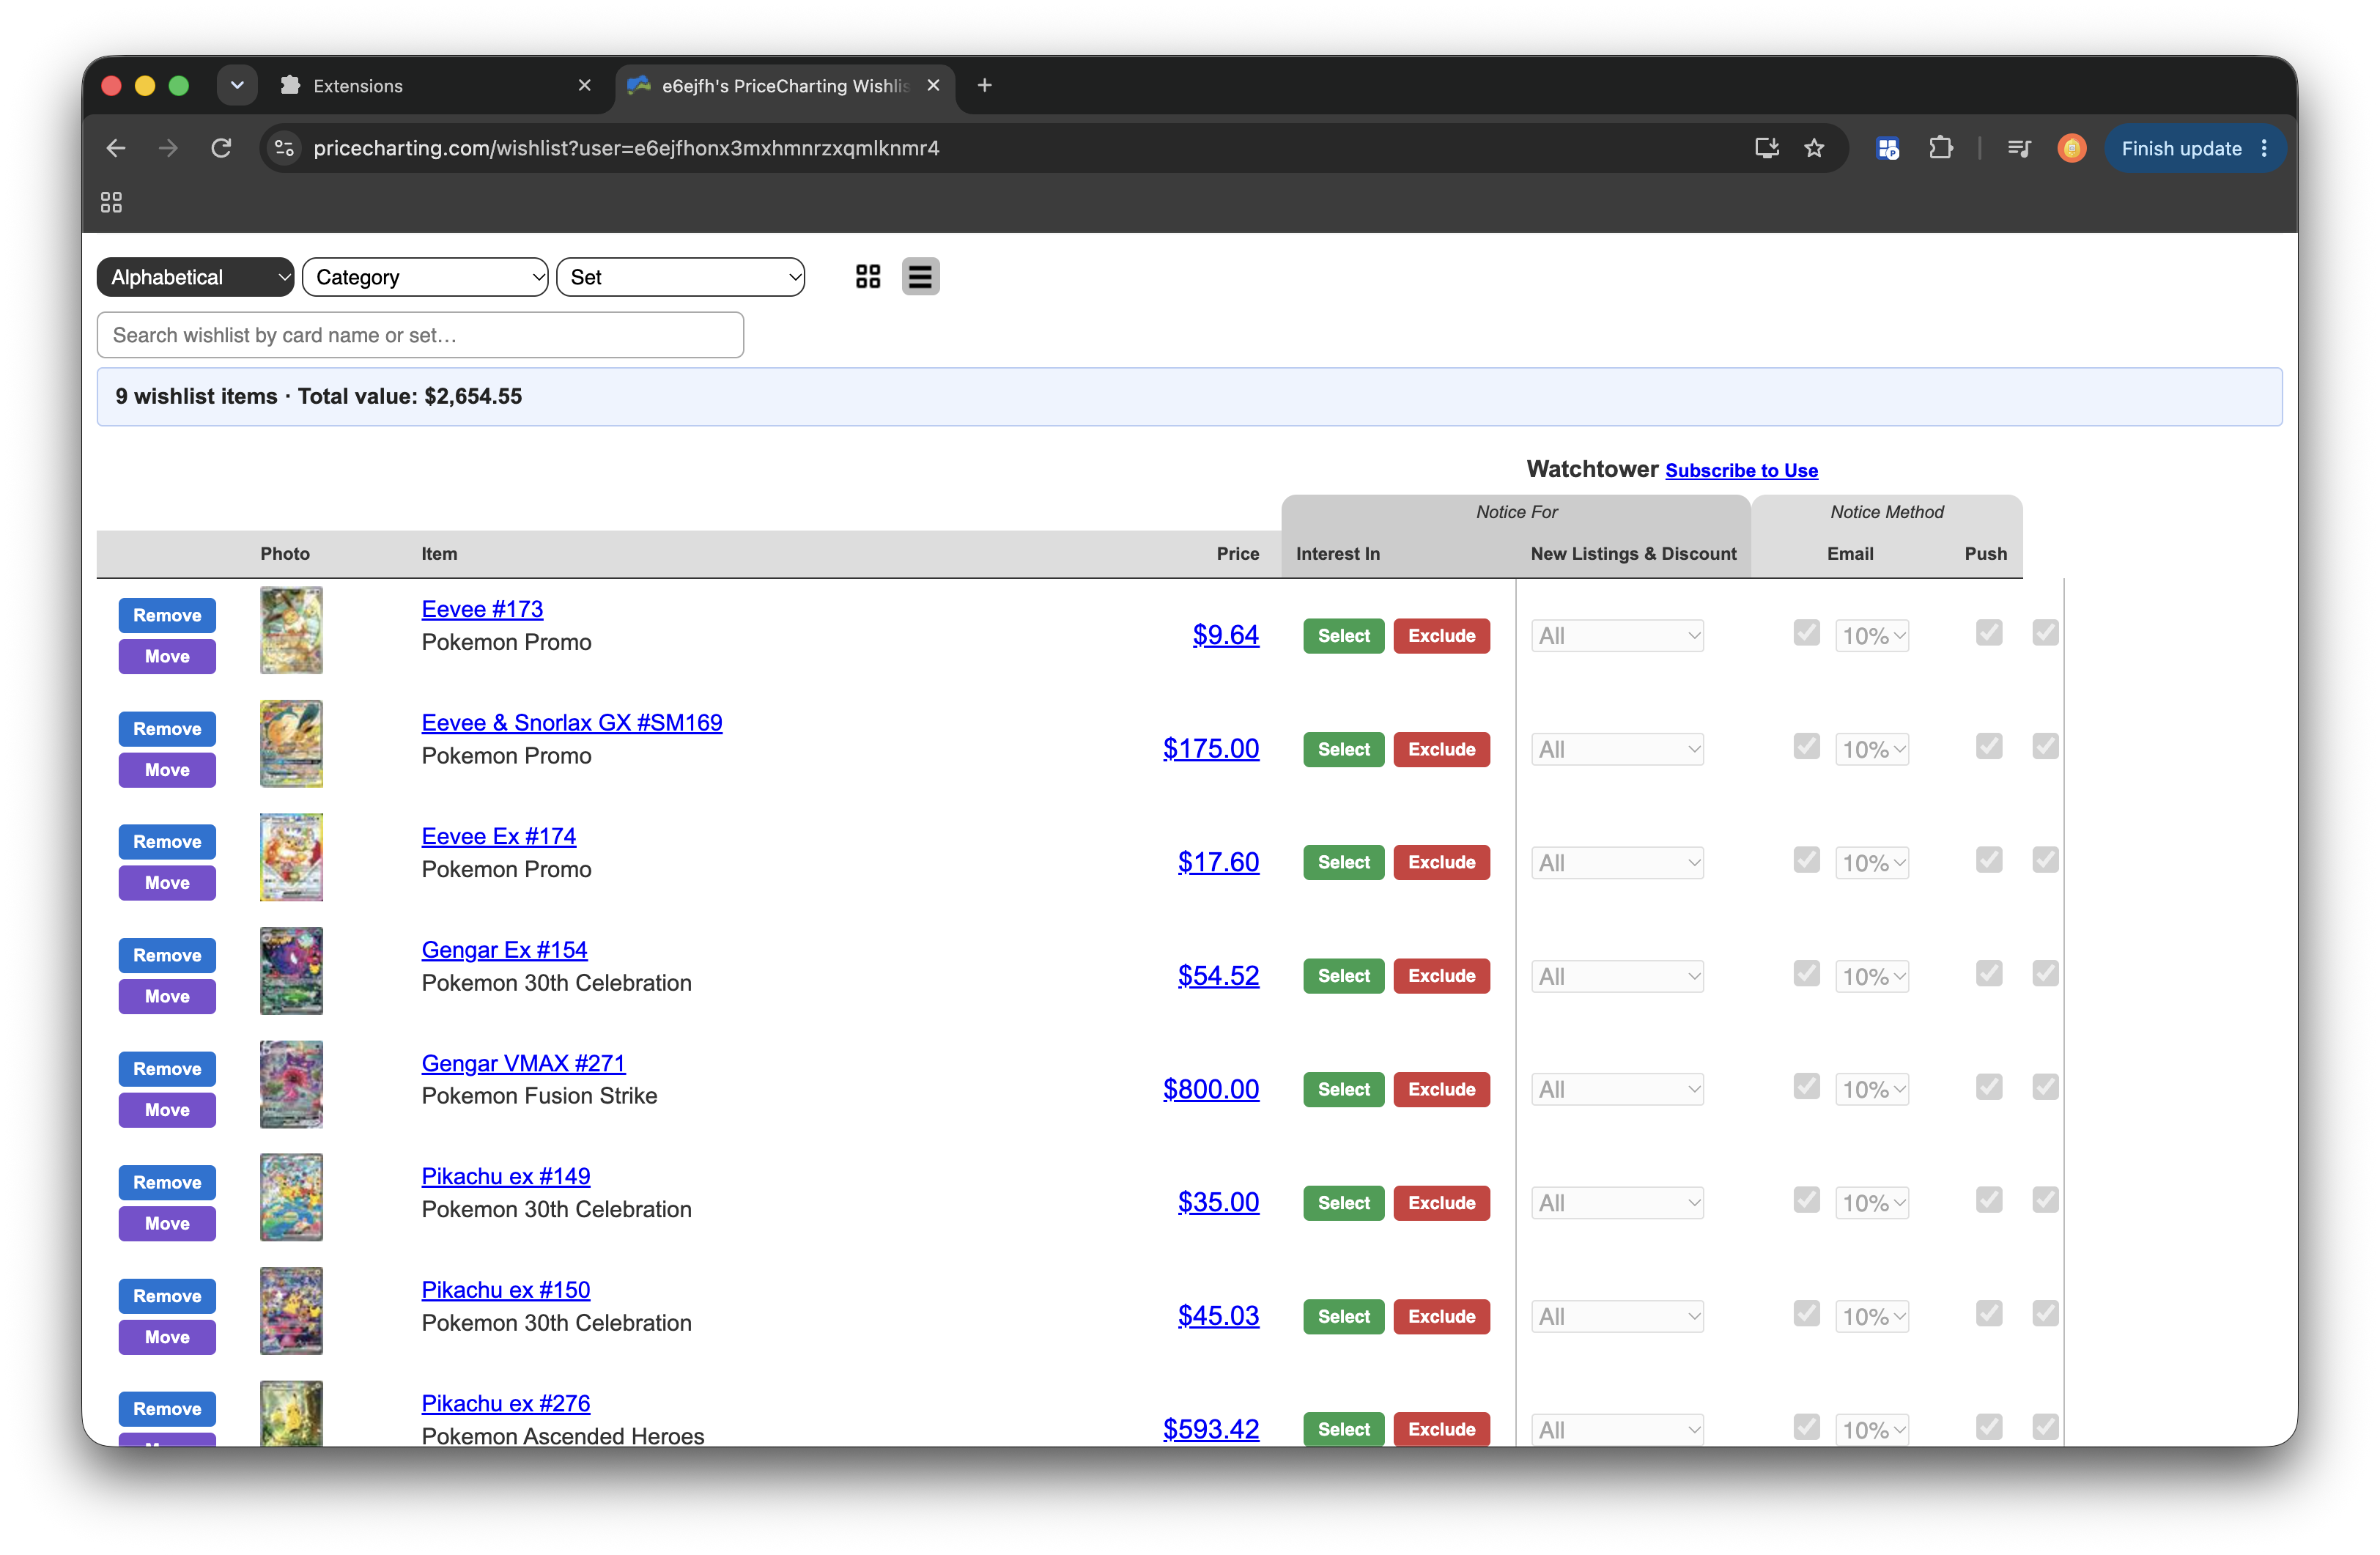 Extensions
e6ejfh's PriceCharting Wishlis
pricecharting.com/wishlist?user=e6ejfhonx3mxhmnrzxqmlknmr4
Finish update
Alphabetical Category Set
Search wishlist by card name or set...
9 wishlist items · Total value: $2,654.55
Watchtower Subscribe to Use
Notice For Notice Method
Photo Item Price Interest In New Listings & Discount Email Push
Remove Eevee #173 $9.64 Select Exclude All 10%
Move Pokemon Promo
Remove Eevee & Snorlax GX #SM169 $175.00 Select Exclude All 10%
Move Pokemon Promo
Remove Eevee Ex #174 $17.60 Select Exclude All 10%
Move Pokemon Promo
Remove Gengar Ex #154 $54.52 Select Exclude All 10%
Move Pokemon 30th Celebration
Remove Gengar VMAX #271 $800.00 Select Exclude All 10%
Move Pokemon Fusion Strike
Remove Pikachu ex #149 $35.00 Select Exclude All 10%
Move Pokemon 30th Celebration
Remove Pikachu ex #150 $45.03 Select Exclude All 10%
Move Pokemon 30th Celebration
Remove Pikachu ex #276 $593.42 Select Exclude All 10%
Pokemon Ascended Heroes